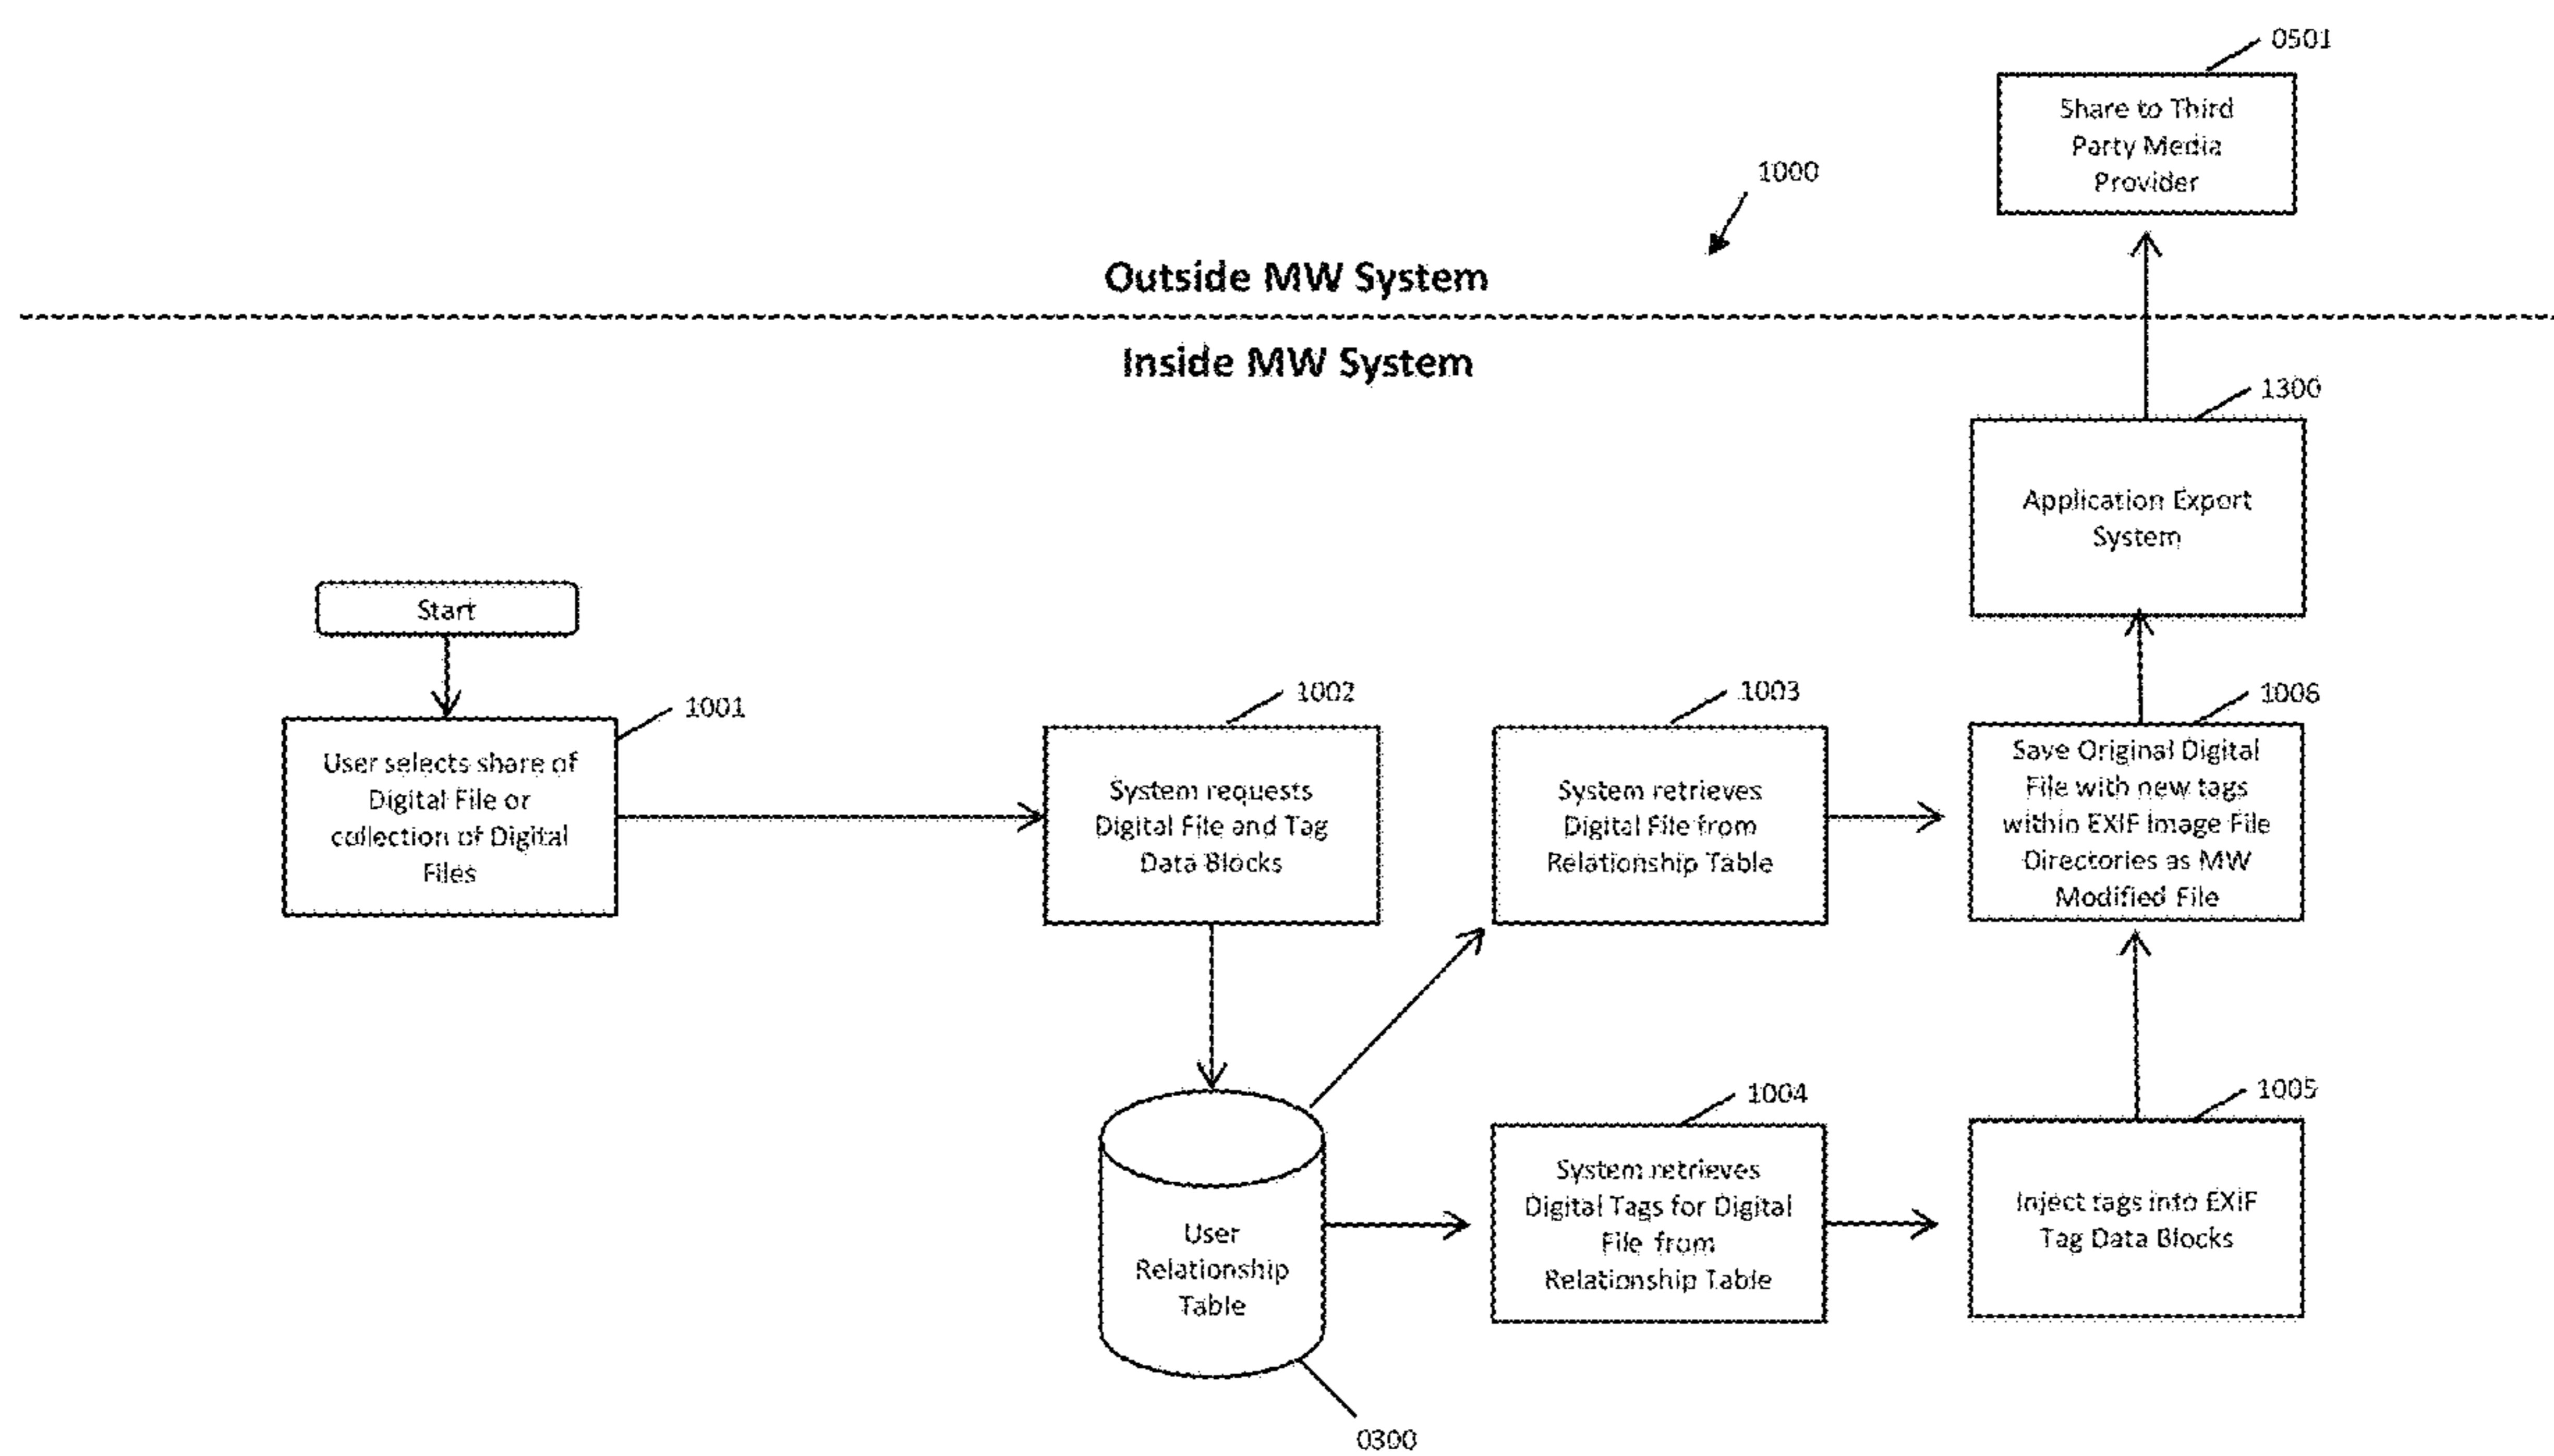 0501
Share to Third
Party Media
Provider
1000
Outside MW System
Inside MW System
1300
Application Export
System
Start
1001
User selects share of
Digital File or
collection of Digital
Files
1002
System requests
Digital File and Tag
Data Blocks
1003
System retrieves
Digital File from
Relationship Table
1006
Save Original Digital
File with new tags
within EXIF Image File
Directories as MW
Modified File
User
Relationship
Table
0300
1004
System retrieves
Digital Tags for Digital
File from
Relationship Table
1005
Inject tags into EXIF
Tag Data Blocks